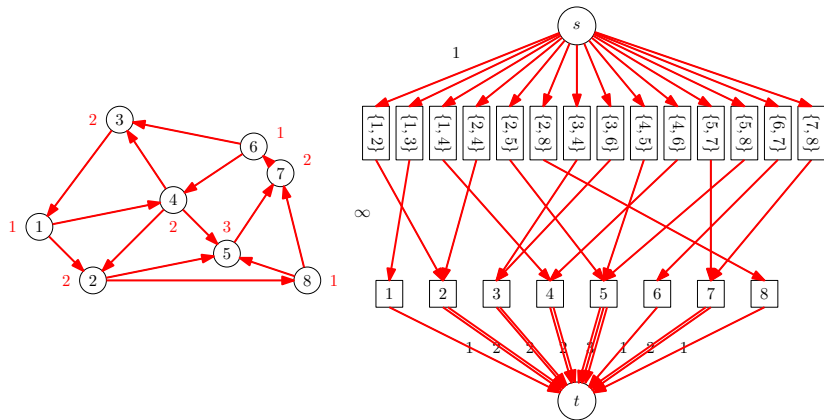 s
1
{1, 2} {1, 3} {1, 4} {2, 4} {2, 5} {2, 8} {3, 4} {3, 6} {4, 5} {4, 6} {5, 7} {5, 8} {6, 7} {7, 8}
2 3
1 6
7 2
4
2
1 1
3
5
2 2
8 1
∞
1 2 3 4 5 6 7 8
1 2 2 2 3 1 2 1
t